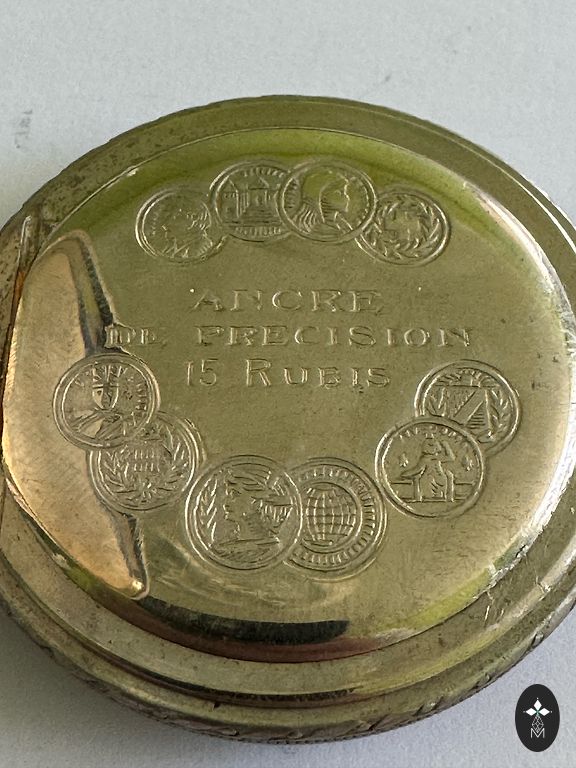 ANCRE
DE PRECISION
15 RUBIS
M